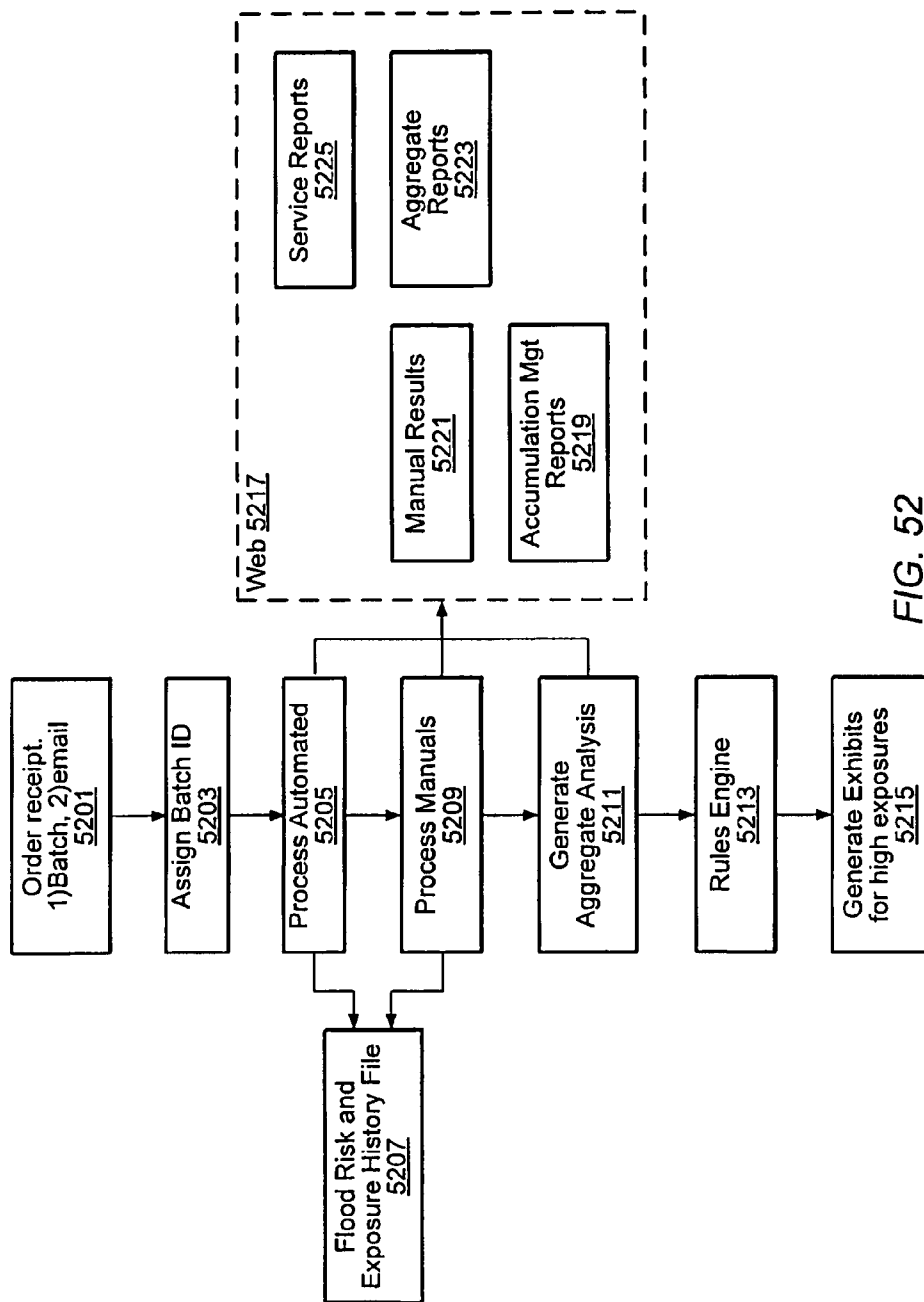 Order receipt.
1)Batch, 2)email
5201
Assign Batch ID
5203
Process Automated
5205
Flood Risk and
Exposure History File
5207
Process Manuals
5209
Generate
Aggregate Analysis
5211
Rules Engine
5213
Generate Exhibits
for high exposures
5215
Web 5217
Service Reports
5225
Manual Results
5221
Aggregate
Reports
5223
Accumulation Mgt
Reports
5219
FIG. 52